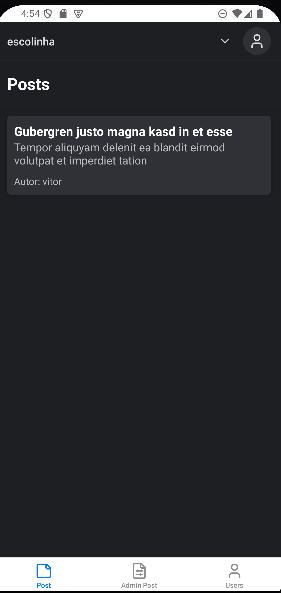 4:54
escolinha
Posts
Gubergren justo magna kasd in et esse
Tempor aliquyam delenit ea blandit eirmod
volutpat et imperdiet tation
Autor: vitor
Post
Admin Post
Users